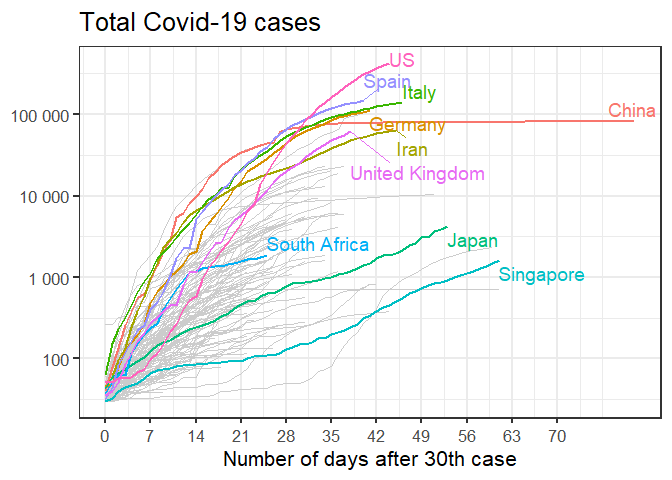 Total Covid-19 cases
US
Spain
Italy
100 000
China
Germany
Iran
10 000
United Kingdom
South Africa
Japan
1 000
Singapore
100
0 7 14 21 28 35 42 49 56 63 70
Number of days after 30th case